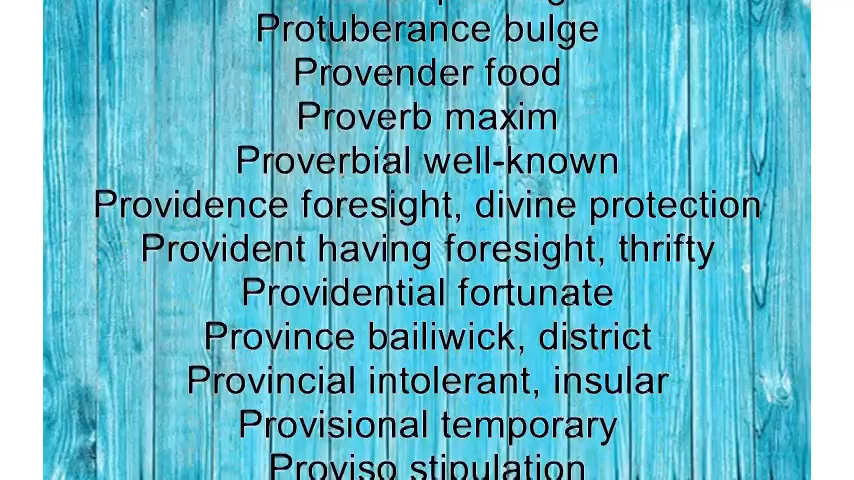 Protuberance bulge
Provender food
Proverb maxim
Proverbial well-known
Providence foresight, divine protection
Provident having foresight, thrifty
Providential fortunate
Province bailiwick, district
Provincial intolerant, insular
Provisional temporary
Proviso stipulation